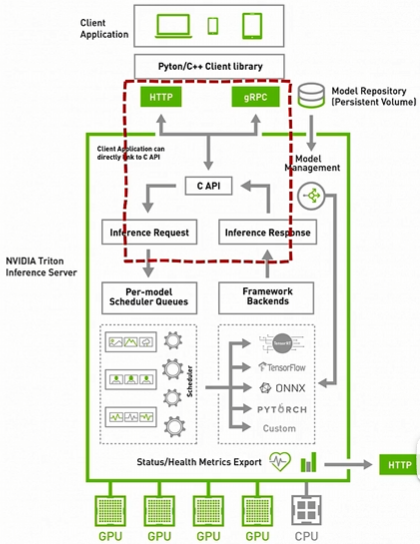 Client
Application
Pyton/C++ Client library
HTTP
gRPC
Model Repository
(Persistent Volume)
Client Application can
directly link to C API
Model
Management
C API
Inference Request
Inference Response
NVIDIA Triton
Inference Server
Per-model
Scheduler Queues
Framework
Backends
Scheduler
TensorRT
TensorFlow
ONNX
PYTORCH
Custom
Status/Health Metrics Export
HTTP
GPU
GPU
GPU
GPU
CPU